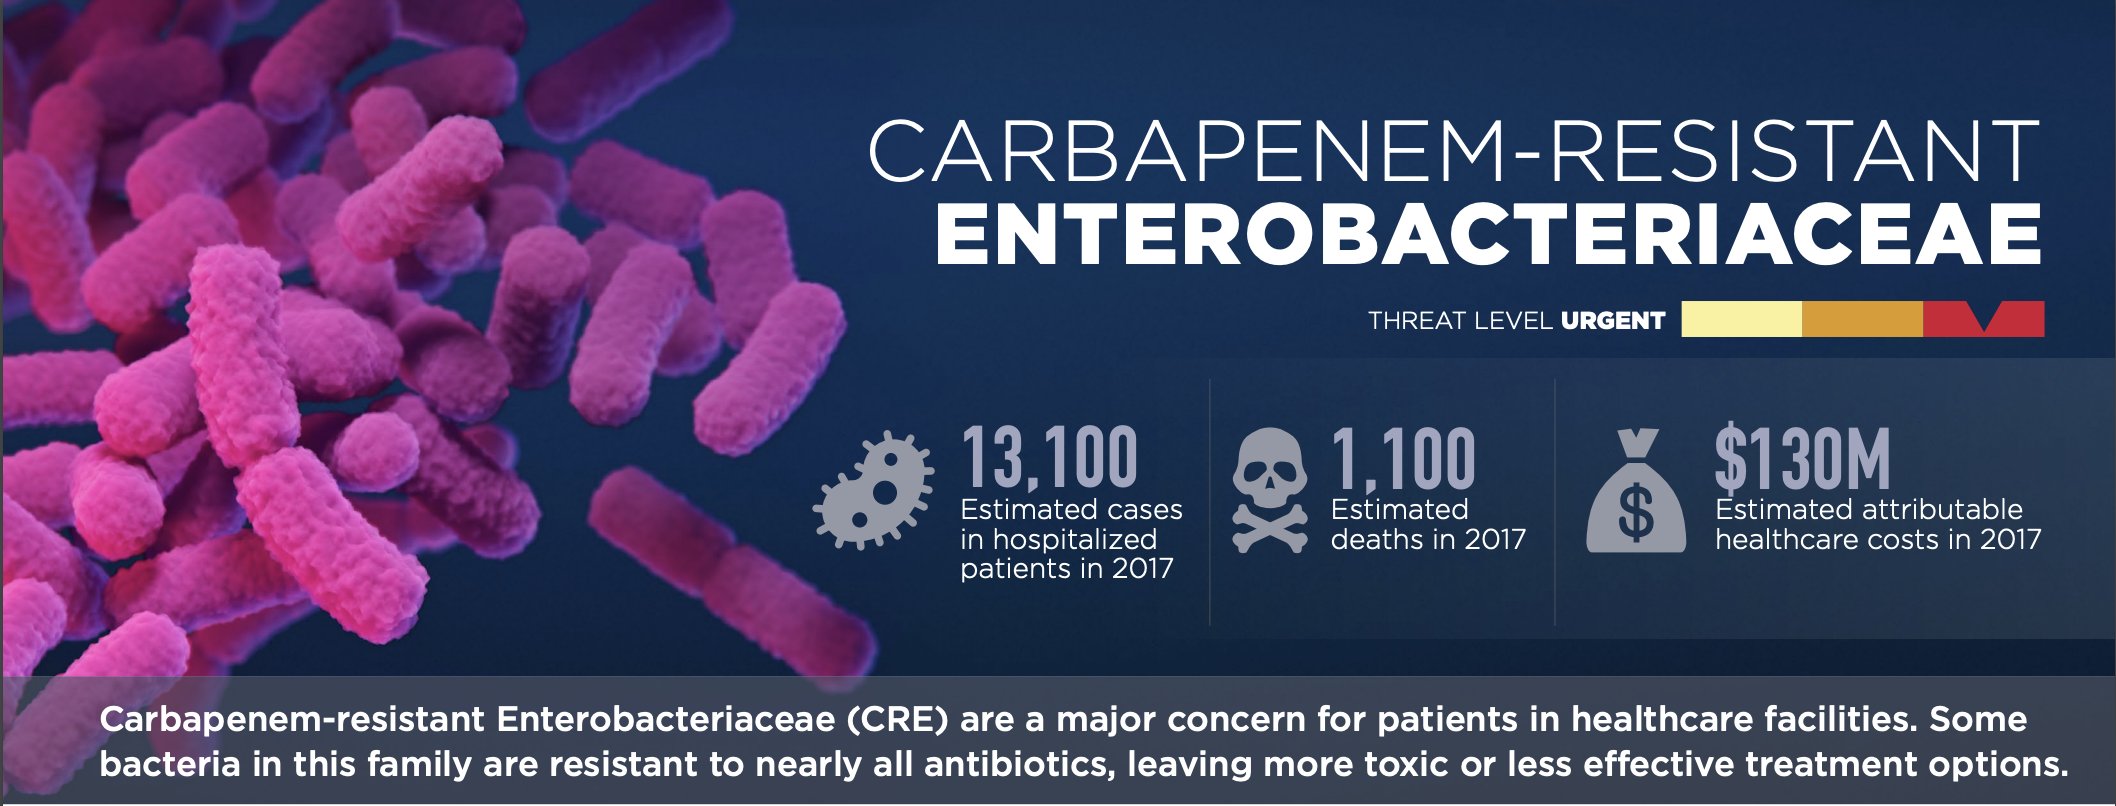 CARBAPENEM-RESISTANT
ENTEROBACTERIACEAE
THREAT LEVEL URGENT
13,100
Estimated cases
in hospitalized
patients in 2017
1,100
Estimated
deaths in 2017
$
$130M
Estimated attributable
healthcare costs in 2017
Carbapenem-resistant Enterobacteriaceae (CRE) are a major concern for patients in healthcare facilities. Some
bacteria in this family are resistant to nearly all antibiotics, leaving more toxic or less effective treatment options.